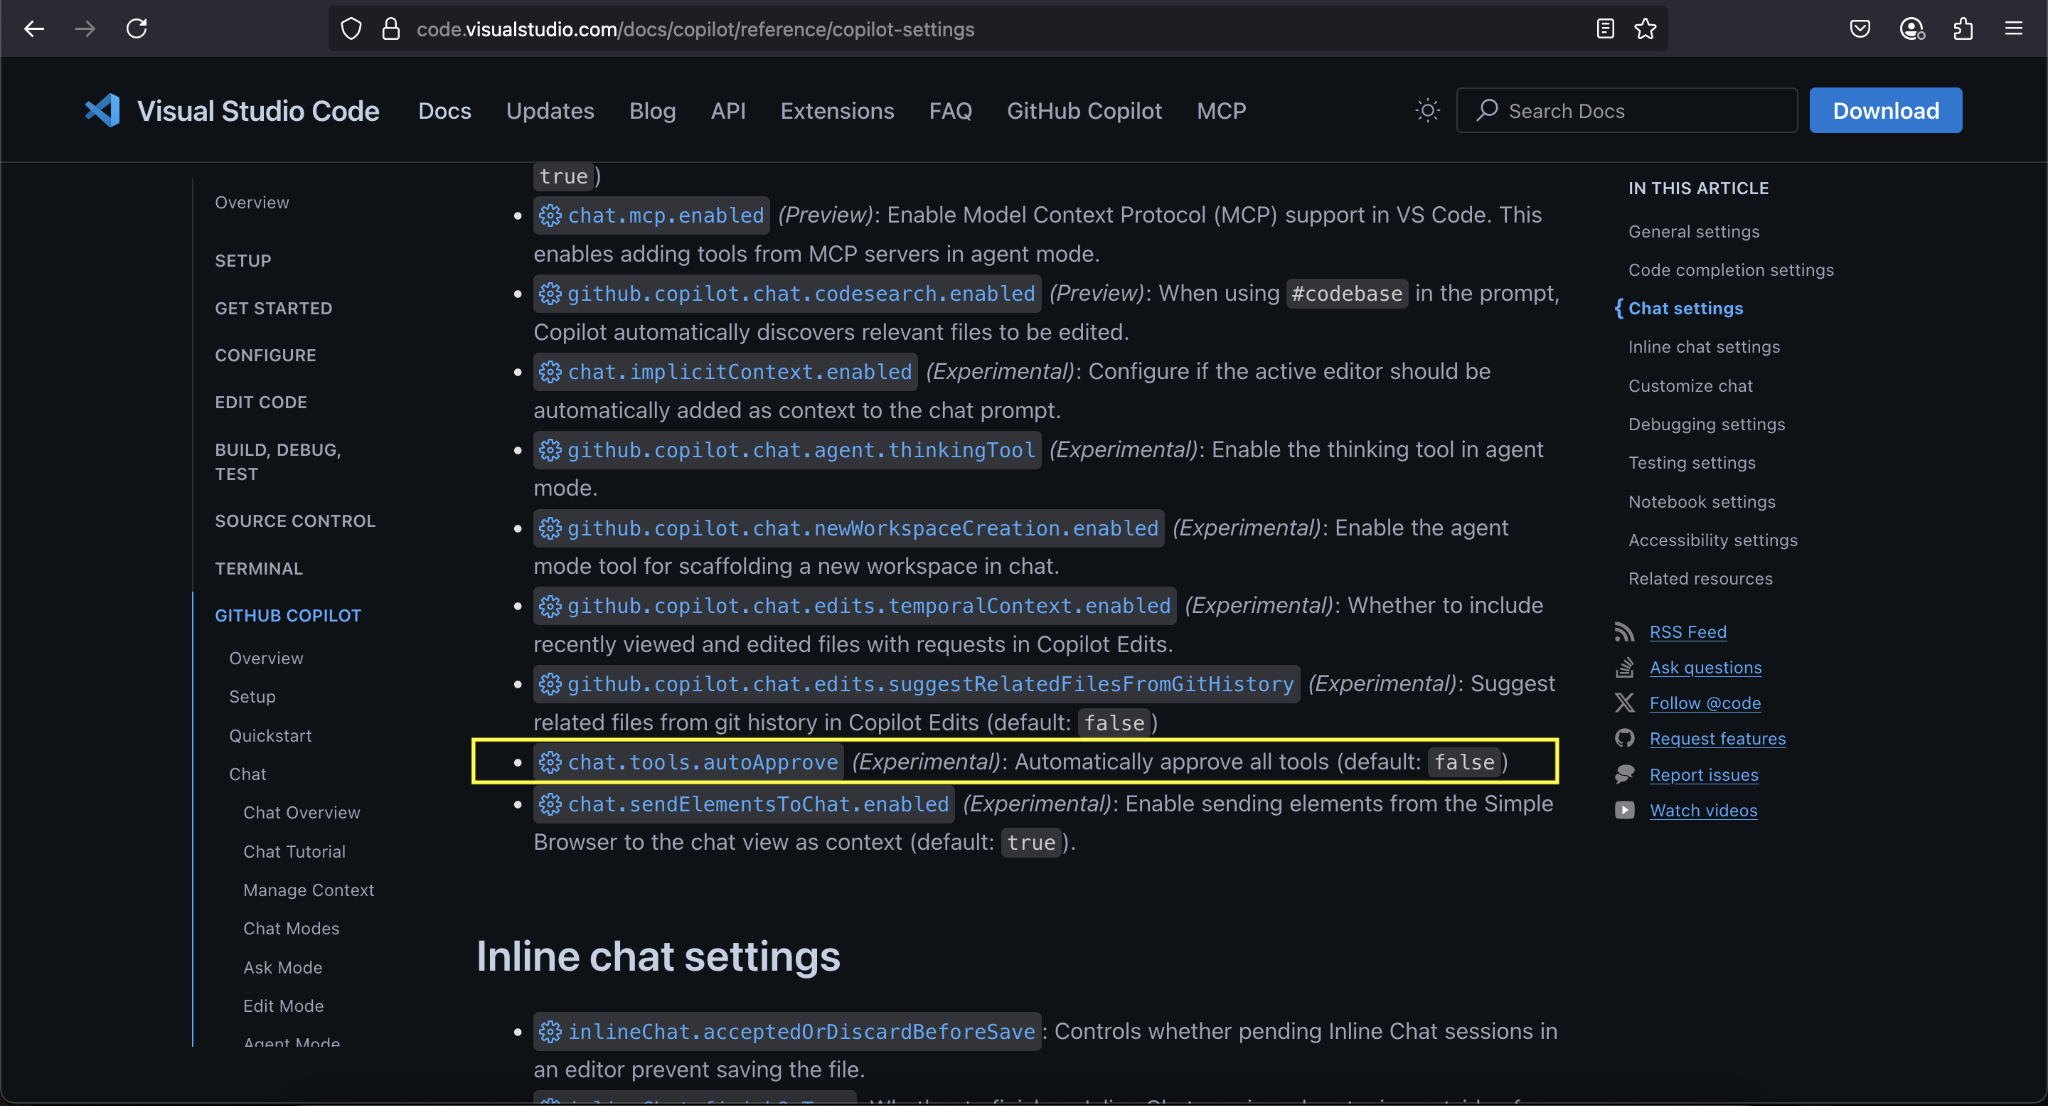 code.visualstudio.com/docs/copilot/reference/copilot-settings
Visual Studio Code
Docs
Updates
Blog
API
Extensions
FAQ
GitHub Copilot
MCP
Search Docs
Download
Overview
SETUP
GET STARTED
CONFIGURE
EDIT CODE
BUILD, DEBUG,
TEST
SOURCE CONTROL
TERMINAL
GITHUB COPILOT
Overview
Setup
Quickstart
Chat
Chat Overview
Chat Tutorial
Manage Context
Chat Modes
Ask Mode
Edit Mode
Agent Mode
true)
• chat.mcp.enabled (Preview): Enable Model Context Protocol (MCP) support in VS Code. This
enables adding tools from MCP servers in agent mode.
• github.copilot.chat.codesearch.enabled (Preview): When using #codebase in the prompt,
Copilot automatically discovers relevant files to be edited.
• chat.implicitContext.enabled (Experimental): Configure if the active editor should be
automatically added as context to the chat prompt.
• github.copilot.chat.agent.thinkingTool (Experimental): Enable the thinking tool in agent
mode.
• github.copilot.chat.newWorkspaceCreation.enabled (Experimental): Enable the agent
mode tool for scaffolding a new workspace in chat.
• github.copilot.chat.edits.temporalContext.enabled (Experimental): Whether to include
recently viewed and edited files with requests in Copilot Edits.
• github.copilot.chat.edits.suggestRelatedFilesFromGitHistory (Experimental): Suggest
related files from git history in Copilot Edits (default: false)
• chat.tools.autoApprove (Experimental): Automatically approve all tools (default: false)
• chat.sendElementsToChat.enabled (Experimental): Enable sending elements from the Simple
Browser to the chat view as context (default: true).
Inline chat settings
• inlineChat.acceptedOrDiscardBeforeSave: Controls whether pending Inline Chat sessions in
an editor prevent saving the file.
IN THIS ARTICLE
General settings
Code completion settings
Chat settings
Inline chat settings
Customize chat
Debugging settings
Testing settings
Notebook settings
Accessibility settings
Related resources
RSS Feed
Ask questions
Follow @code
Request features
Report issues
Watch videos